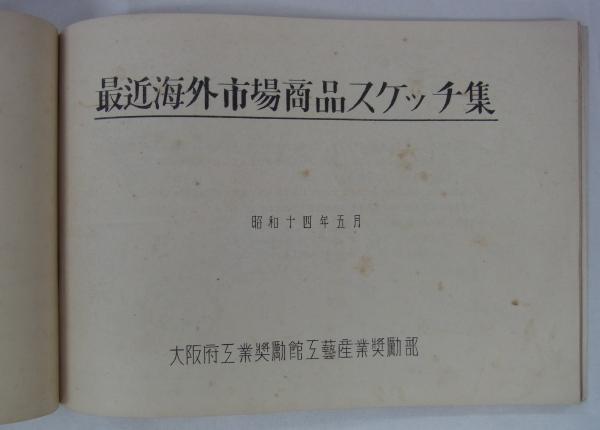 最近海外市場商品スケッチ集
昭和十四年五月
大阪府工業奬勵館工藝産業奬勵部